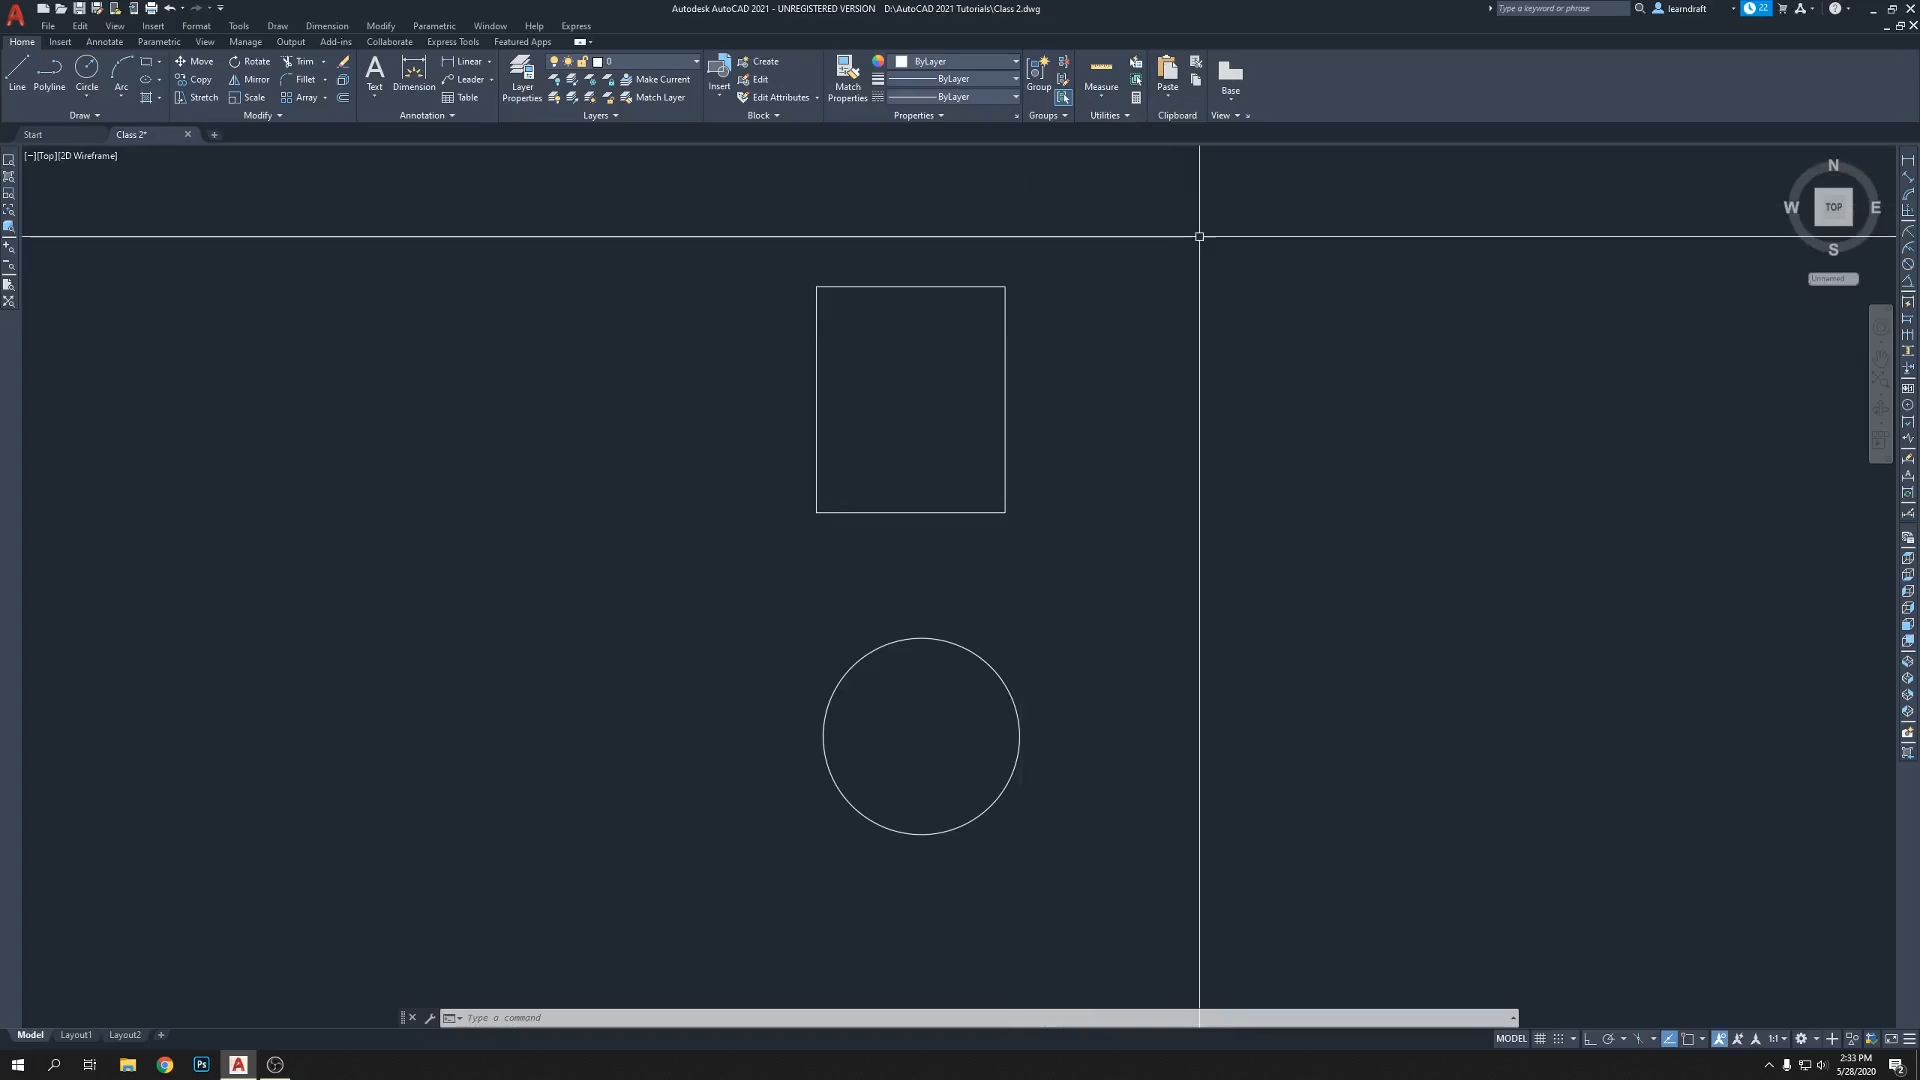 Autodesk AutoCAD 2021 - UNREGISTERED VERSION D:\AutoCAD 2021 Tutorials\Class 2.dwg
Type a keyword or phrase
learndraft
22
File Edit View Insert Format Tools Draw Dimension Modify Parametric Window Help Express
Home Insert Annotate Parametric View Manage Output Add-ins Collaborate Express Tools Featured Apps
Line Polyline Circle Arc
Move Rotate Trim
Copy Mirror Fillet
Stretch Scale Array
Text Dimension
Linear
Leader
Table
Layer Properties
0
Make Current
Match Layer
Insert
Create
Edit
Edit Attributes
Match Properties
ByLayer
ByLayer
ByLayer
Group
Measure
Paste
Base
Draw Modify Annotation Layers Block Properties Groups Utilities Clipboard View
Start Class 2*
[−][Top][2D Wireframe]
N
W TOP E
S
Unnamed
Type a command
Model Layout1 Layout2
MODEL
1:1
Ps
2:33 PM
5/28/2020
2